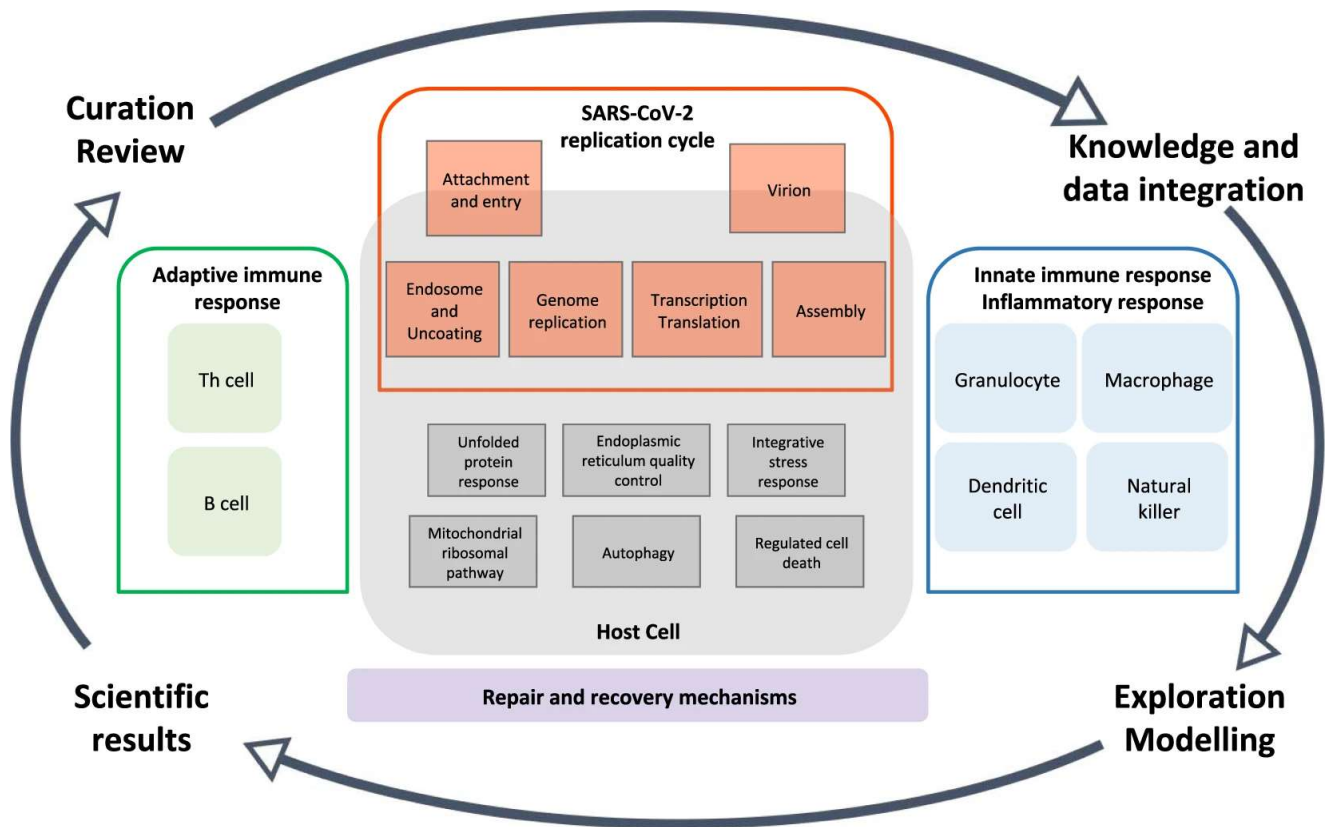 Curation
Review
Knowledge and
data integration
SARS-CoV-2
replication cycle
Attachment
and entry
Virion
Endosome
and
Uncoating
Genome
replication
Transcription
Translation
Assembly
Adaptive immune
response
Th cell
B cell
Innate immune response
Inflammatory response
Granulocyte
Macrophage
Dendritic
cell
Natural
killer
Unfolded
protein
response
Endoplasmic
reticulum quality
control
Integrative
stress
response
Mitochondrial
ribosomal
pathway
Autophagy
Regulated cell
death
Host Cell
Repair and recovery mechanisms
Scientific
results
Exploration
Modelling